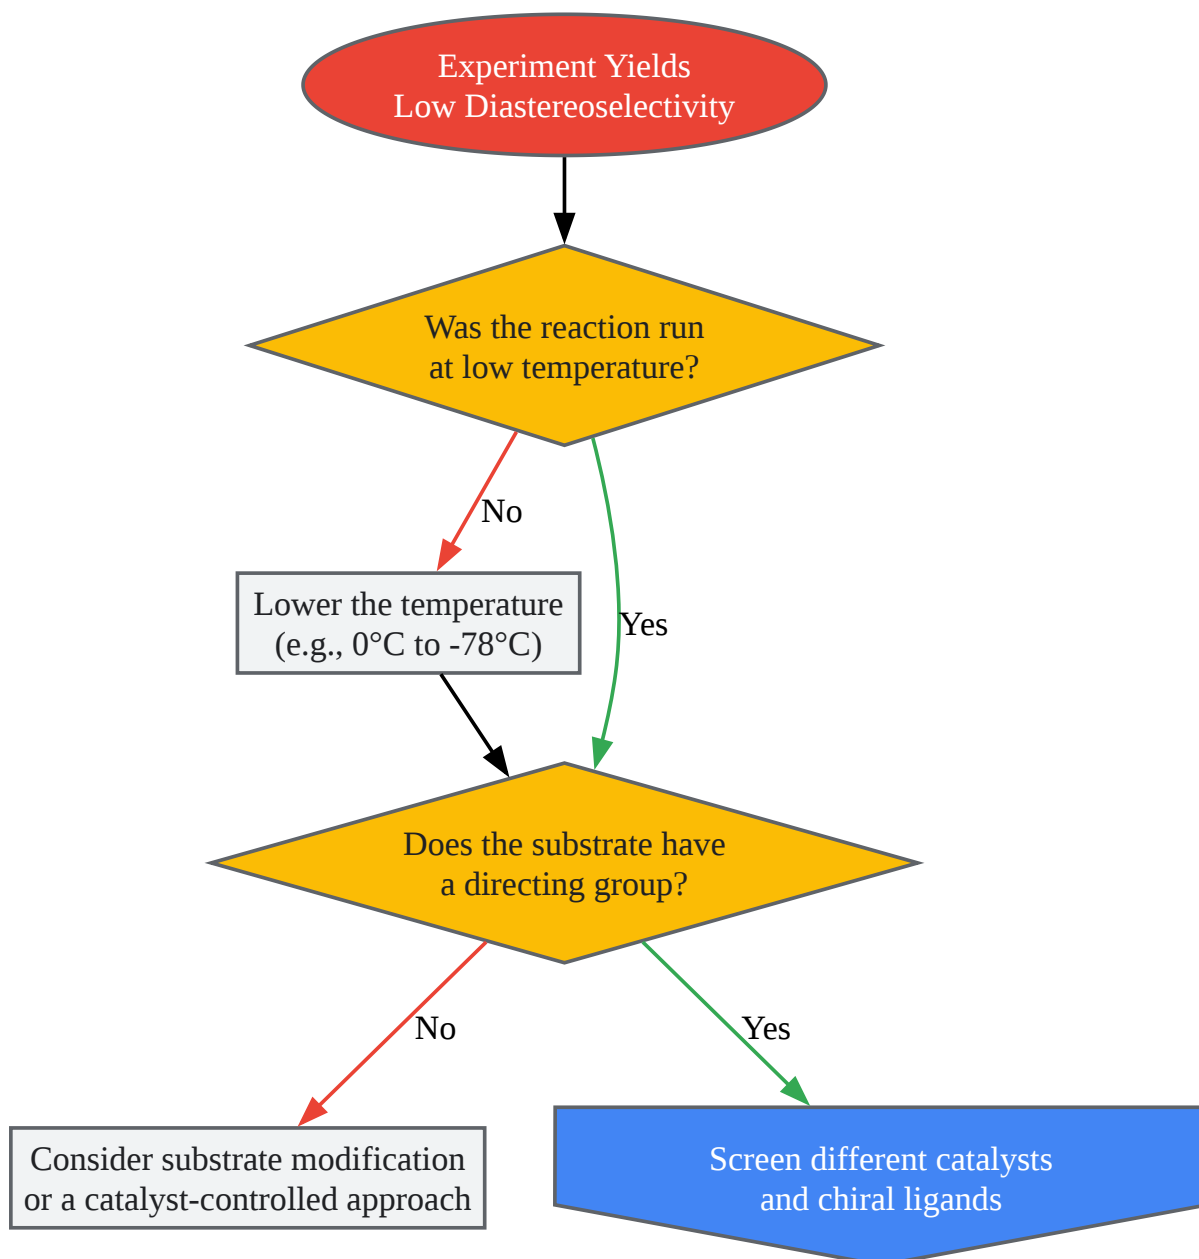 Experiment Yields
Low Diastereoselectivity
Was the reaction run
at low temperature?
No
Lower the temperature
(e.g., 0°C to -78°C)
Yes
Does the substrate have
a directing group?
No
Yes
Consider substrate modification
or a catalyst-controlled approach
Screen different catalysts
and chiral ligands